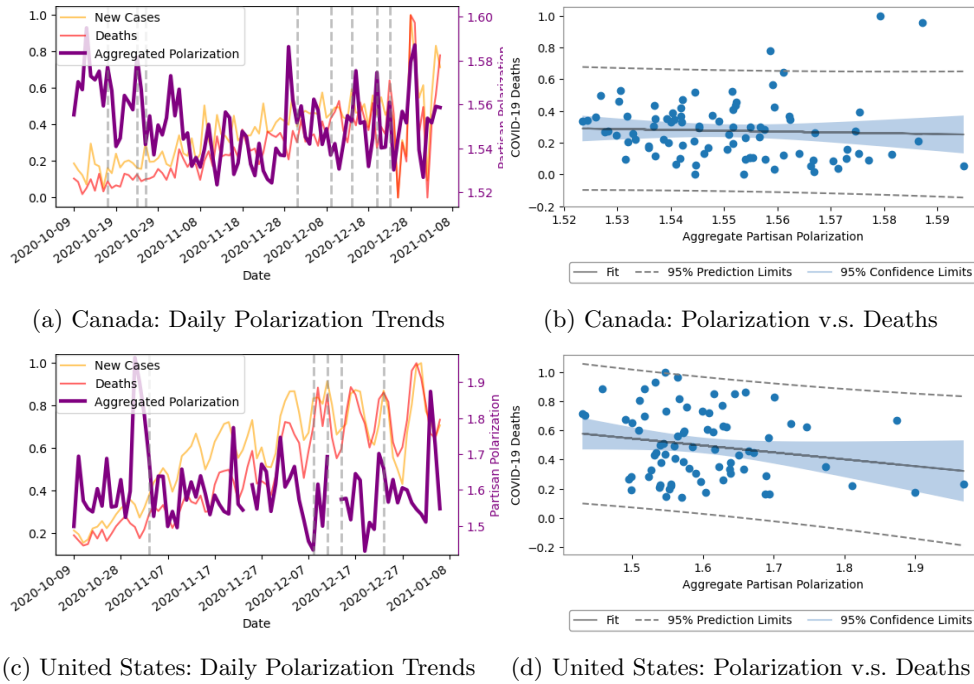 New Cases
Deaths
Aggregated Polarization
1.0
0.8
0.6
0.4
0.2
0.0
1.60
1.58
1.56
1.54
1.52
Partisan Polarization
2020-10-09
2020-10-19
2020-10-29
2020-11-08
2020-11-18
2020-11-28
2020-12-09
2020-12-18
2020-12-28
2021-01-08
Date
(a) Canada: Daily Polarization Trends
COVID-19 Deaths
1.0
0.8
0.6
0.4
0.2
0.0
−0.2
1.52 1.53 1.54 1.55 1.56 1.57 1.58 1.59
Aggregate Partisan Polarization
Fit 95% Prediction Limits 95% Confidence Limits
(b) Canada: Polarization v.s. Deaths
New Cases
Deaths
Aggregated Polarization
1.0
0.8
0.6
0.4
0.2
1.9
1.8
1.7
1.6
1.5
Partisan Polarization
2020-10-09
2020-10-28
2020-11-07
2020-11-17
2020-11-27
2020-12-07
2020-12-17
2020-12-27
2021-01-08
Date
(c) United States: Daily Polarization Trends
COVID-19 Deaths
1.0
0.8
0.6
0.4
0.2
0.0
−0.2
1.5 1.6 1.7 1.8 1.9
Aggregate Partisan Polarization
Fit 95% Prediction Limits 95% Confidence Limits
(d) United States: Polarization v.s. Deaths